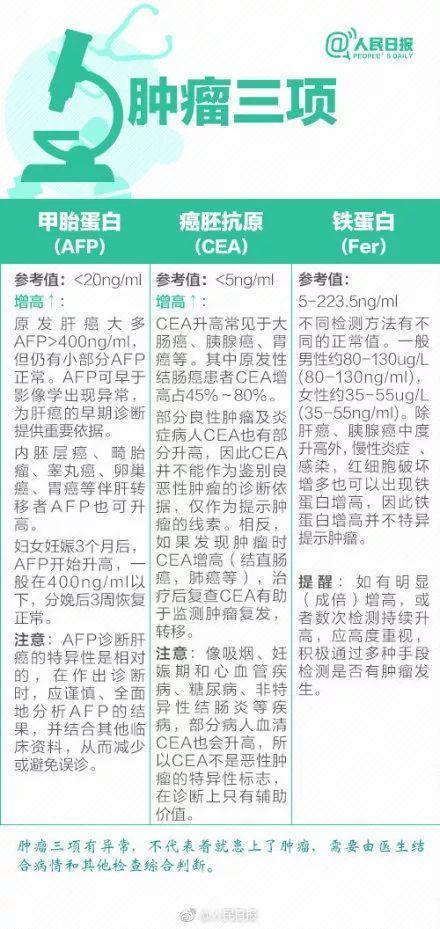 @人民日报
PEOPLE'S DAILY
肿瘤三项
甲胎蛋白
(AFP)
参考值：<20ng/ml
增高↑：
原发肝癌大多
AFP>400ng/ml，
但仍有小部分AFP
正常。AFP可早于
影像学出现异常，
为肝癌的早期诊断
提供重要依据。
内胚层癌、畸胎
瘤、睾丸癌、卵巢
癌、胃癌等伴肝转
移者AFP也可升
高。
妇女妊娠3个月后，
AFP开始升高，一
般在400ng/ml以
下，分娩后3周恢复
正常。
注意：AFP诊断肝
癌的特异性是相对
的，在作出诊断
时，应谨慎、全面
地分析AFP的结
果，并结合其他临
床资料，从而减少
或避免误诊。
癌胚抗原
(CEA)
参考值：<5ng/ml
增高↑：
CEA升高常见于大
肠癌、胰腺癌、胃
癌等。其中原发性
结肠癌患者CEA增
高占45%～80%。
部分良性肿瘤及炎
症病人CEA也有部
分升高，因此CEA
并不能作为鉴别良
恶性肿瘤的诊断依
据，仅作为提示肿
瘤的线索。相反，
如果发现肿瘤时
CEA增高（结直肠
癌，肺癌等），治
疗后复查CEA有助
于监测肿瘤复发，
转移。
注意：像吸烟、妊
娠期和心血管疾
病、糖尿病、非特
异性结肠炎等疾
病，部分病人血清
CEA也会升高，所
以CEA不是恶性肿
瘤的特异性标志，
在诊断上只有辅助
价值。
铁蛋白
(Fer)
参考值：
5-223.5ng/ml
不同检测方法有不
同的正常值。一般
男性约80-130ug/L
(80-130ng/ml)，
女性约35-55ug/L
(35-55ng/ml)。除
肝癌、胰腺癌中度
升高外，慢性炎症、
感染，红细胞破坏
增多也可以出现铁
蛋白增高，因此铁
蛋白增高并不特异
提示肿瘤。
提醒：如有明显
（成倍）增高，或
者数次检测持续升
高，应高度重视，
积极通过多种手段
检测是否有肿瘤发
生。
肿瘤三项有异常，不代表着就患上了肿瘤，需要由医生结
合病情和其他检查综合判断。
@人民日报